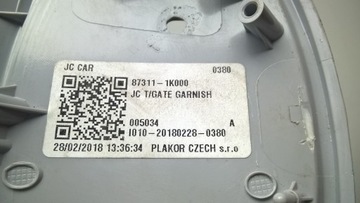 JC CAR 0380
87311-1K000
JC T/GATE GARNISH
005034 A
I010-20180228-0380
28/02/2018 13:36:34 PLAKOR CZECH s.r.o